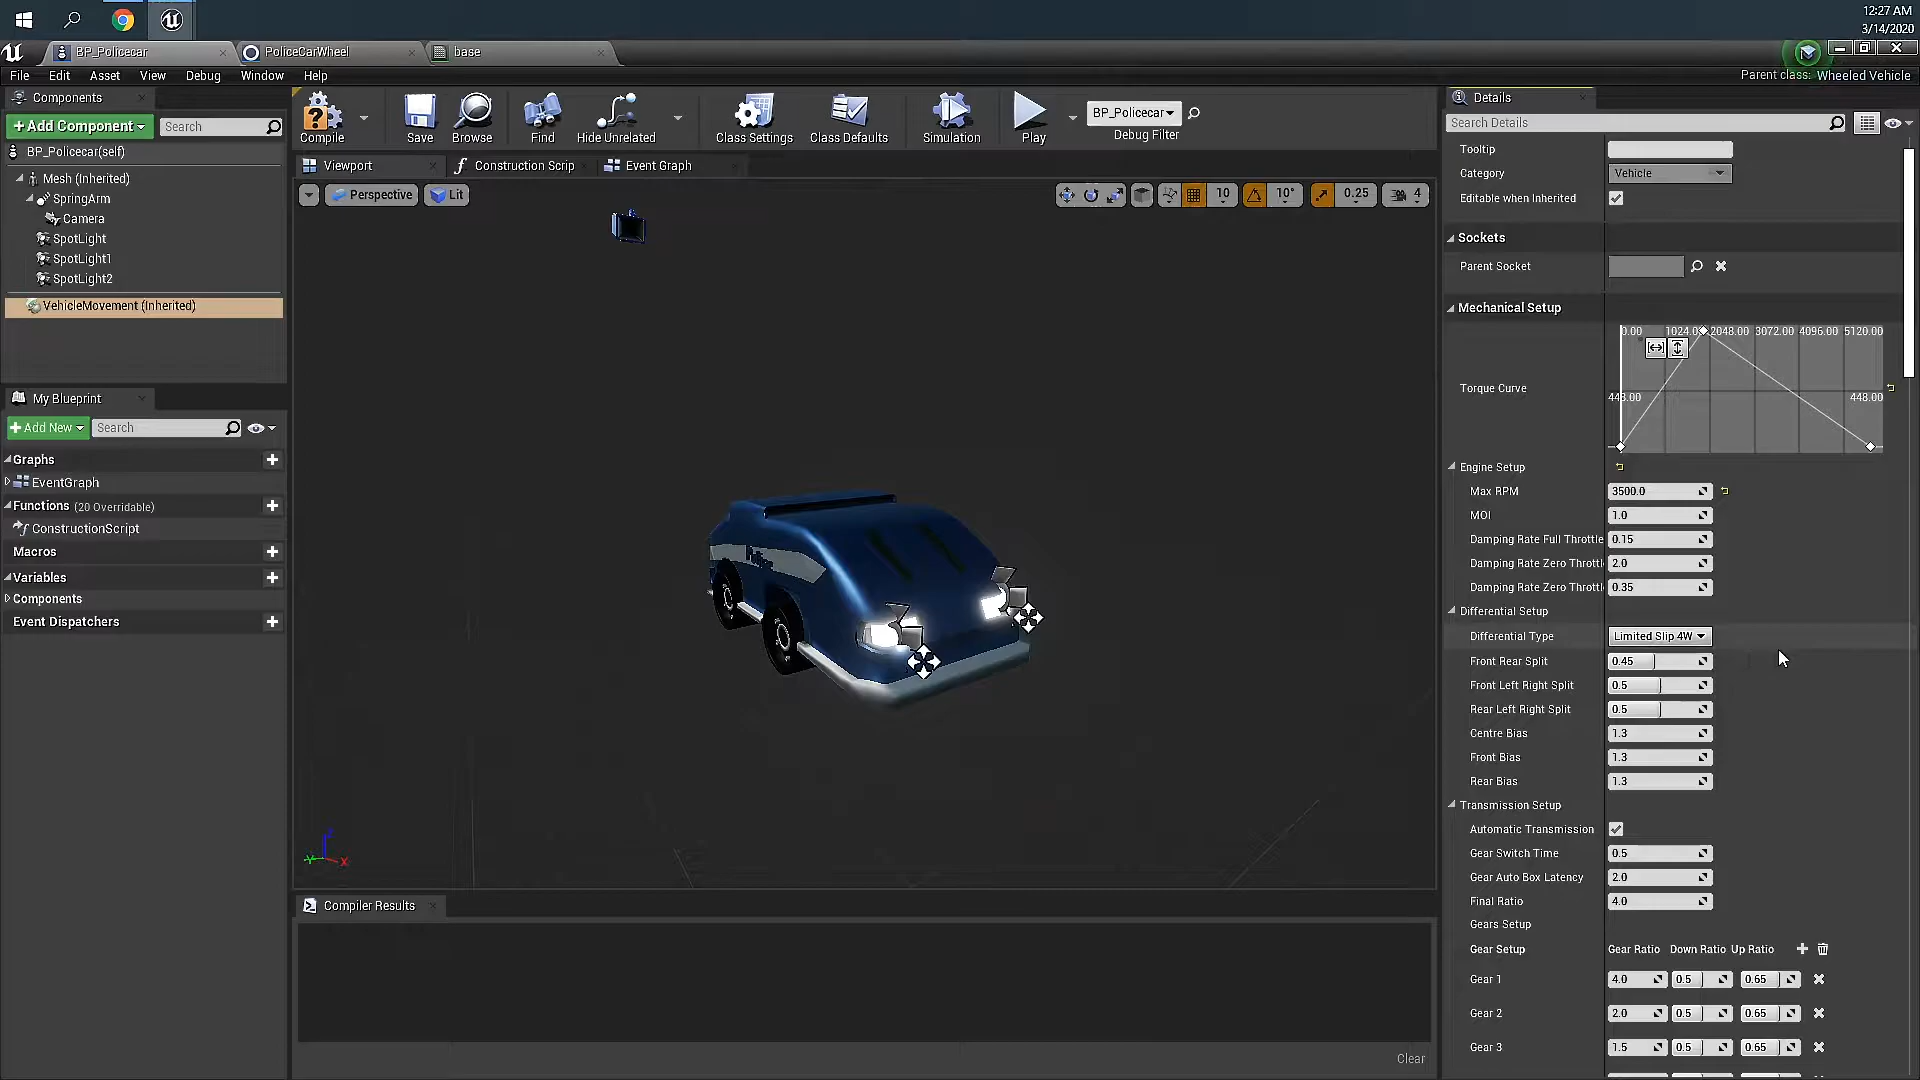 12:27 AM
3/14/2020
BP_Policecar
PoliceCarWheel
base
File Edit Asset View Debug Window Help
Parent class: Wheeled Vehicle
Components
+ Add Component
Search
BP_Policecar(self)
Mesh (Inherited)
SpringArm
Camera
SpotLight
SpotLight1
SpotLight2
VehicleMovement (Inherited)
My Blueprint
+ Add New
Search
Graphs
EventGraph
Functions (20 Overridable)
ConstructionScript
Macros
Variables
Components
Event Dispatchers
Compile
Save
Browse
Find
Hide Unrelated
Class Settings
Class Defaults
Simulation
Play
BP_Policecar
Debug Filter
Viewport
Construction Scrip
Event Graph
Perspective
Lit
10
10°
0.25
4
Compiler Results
Clear
Details
Search Details
Tooltip
Category Vehicle
Editable when Inherited
Sockets
Parent Socket
Mechanical Setup
0.00 1024.0 2048.00 3072.00 4096.00 5120.00
Torque Curve
448.00 448.00
Engine Setup
Max RPM 3500.0
MOI 1.0
Damping Rate Full Throttle 0.15
Damping Rate Zero Throttl 2.0
Damping Rate Zero Throttl 0.35
Differential Setup
Differential Type Limited Slip 4W
Front Rear Split 0.45
Front Left Right Split 0.5
Rear Left Right Split 0.5
Centre Bias 1.3
Front Bias 1.3
Rear Bias 1.3
Transmission Setup
Automatic Transmission
Gear Switch Time 0.5
Gear Auto Box Latency 2.0
Final Ratio 4.0
Gears Setup
Gear Setup Gear Ratio Down Ratio Up Ratio
Gear 1 4.0 0.5 0.65
Gear 2 2.0 0.5 0.65
Gear 3 1.5 0.5 0.65